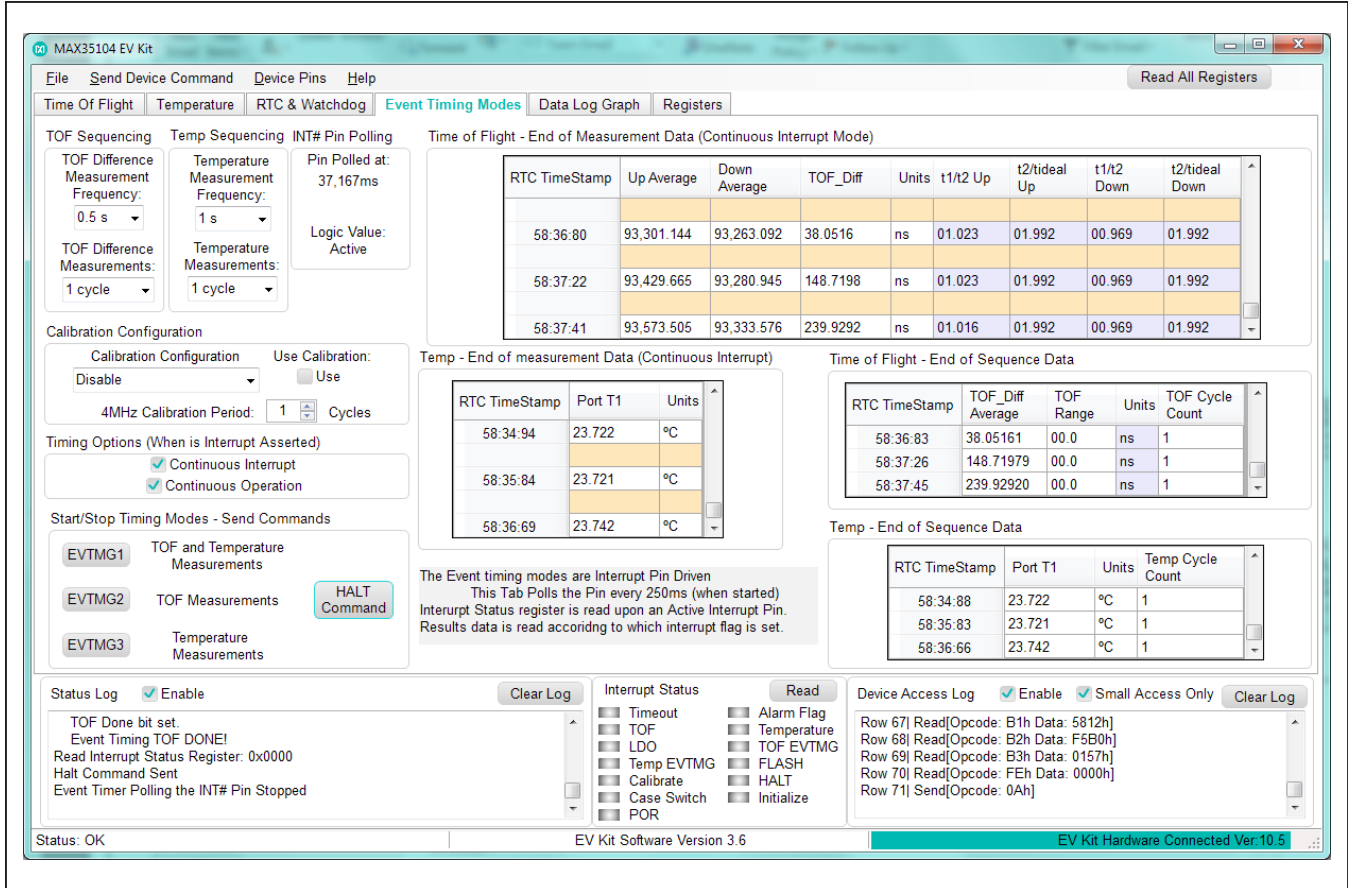 MAX35104 EV Kit
File Send Device Command Device Pins Help
Read All Registers
Time Of Flight Temperature RTC & Watchdog Event Timing Modes Data Log Graph Registers
TOF Sequencing
TOF Difference
Measurement
Frequency:
0.5 s
TOF Difference
Measurements:
1 cycle
Temp Sequencing
Temperature
Measurement
Frequency:
1 s
Temperature
Measurements:
1 cycle
INT# Pin Polling
Pin Polled at:
37,167ms
Logic Value:
Active
Calibration Configuration
Calibration Configuration Use Calibration:
Disable Use
4MHz Calibration Period: 1 Cycles
Timing Options (When is Interrupt Asserted)
Continuous Interrupt
Continuous Operation
Start/Stop Timing Modes - Send Commands
EVTMG1 TOF and Temperature
Measurements
EVTMG2 TOF Measurements
HALT
Command
EVTMG3 Temperature
Measurements
Time of Flight - End of Measurement Data (Continuous Interrupt Mode)
RTC TimeStamp Up Average Down Average TOF_Diff Units t1/t2 Up t2/tideal Up t1/t2 Down t2/tideal Down
58:36:80 93,301.144 93,263.092 38.0516 ns 01.023 01.992 00.969 01.992
58:37:22 93,429.665 93,280.945 148.7198 ns 01.023 01.992 00.969 01.992
58:37:41 93,573.505 93,333.576 239.9292 ns 01.016 01.992 00.969 01.992
Temp - End of measurement Data (Continuous Interrupt)
RTC TimeStamp Port T1 Units
58:34:94 23.722 ºC
58:35:84 23.721 ºC
58:36:69 23.742 ºC
The Event timing modes are Interrupt Pin Driven
This Tab Polls the Pin every 250ms (when started)
Interurpt Status register is read upon an Active Interrupt Pin.
Results data is read accoridng to which interrupt flag is set.
Time of Flight - End of Sequence Data
RTC TimeStamp TOF_Diff Average TOF Range Units TOF Cycle Count
58:36:83 38.05161 00.0 ns 1
58:37:26 148.71979 00.0 ns 1
58:37:45 239.92920 00.0 ns 1
Temp - End of Sequence Data
RTC TimeStamp Port T1 Units Temp Cycle Count
58:34:88 23.722 ºC 1
58:35:83 23.721 ºC 1
58:36:66 23.742 ºC 1
Status Log Enable Clear Log
TOF Done bit set.
Event Timing TOF DONE!
Read Interrupt Status Register: 0x0000
Halt Command Sent
Event Timer Polling the INT# Pin Stopped
Interrupt Status Read
Timeout Alarm Flag
TOF Temperature
LDO TOF EVTMG
Temp EVTMG FLASH
Calibrate HALT
Case Switch Initialize
POR
Device Access Log Enable Small Access Only Clear Log
Row 67| Read[Opcode: B1h Data: 5812h]
Row 68| Read[Opcode: B2h Data: F5B0h]
Row 69| Read[Opcode: B3h Data: 0157h]
Row 70| Read[Opcode: FEh Data: 0000h]
Row 71| Send[Opcode: 0Ah]
Status: OK
EV Kit Software Version 3.6
EV Kit Hardware Connected Ver:10.5